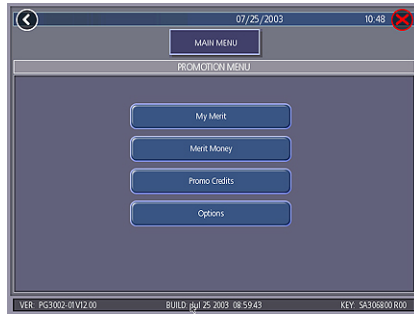 07/25/2003 10:48
MAIN MENU
PROMOTION MENU
My Merit
Merit Money
Promo Credits
Options
VER: PG3002-01V12.00 BUILD: Jul 25 2003 08:59:43 KEY: SA306800 R00